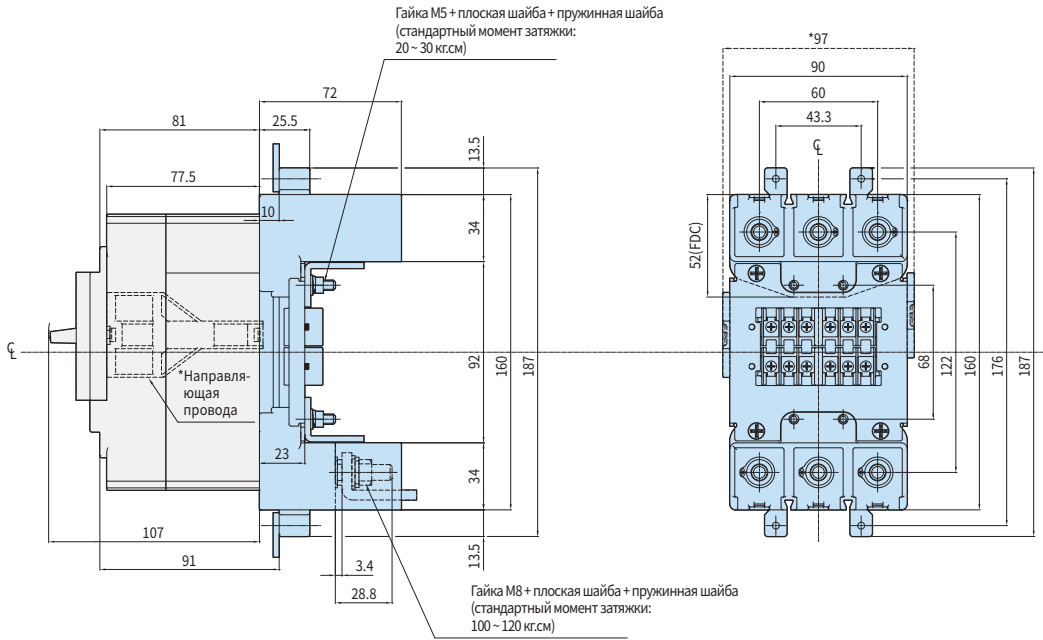 Гайка M5 + плоская шайба + пружинная шайба
(стандартный момент затяжки:
20 ~ 30 кг.см)
72
81
25.5
13.5
77.5
10
34
℄
*Направля-
ющая
провода
92
160
187
23
34
107
91
13.5
3.4
28.8
Гайка M8 + плоская шайба + пружинная шайба
(стандартный момент затяжки:
100 ~ 120 кг.см)
*97
90
60
43.3
℄
52(FDC)
68
122
160
176
187